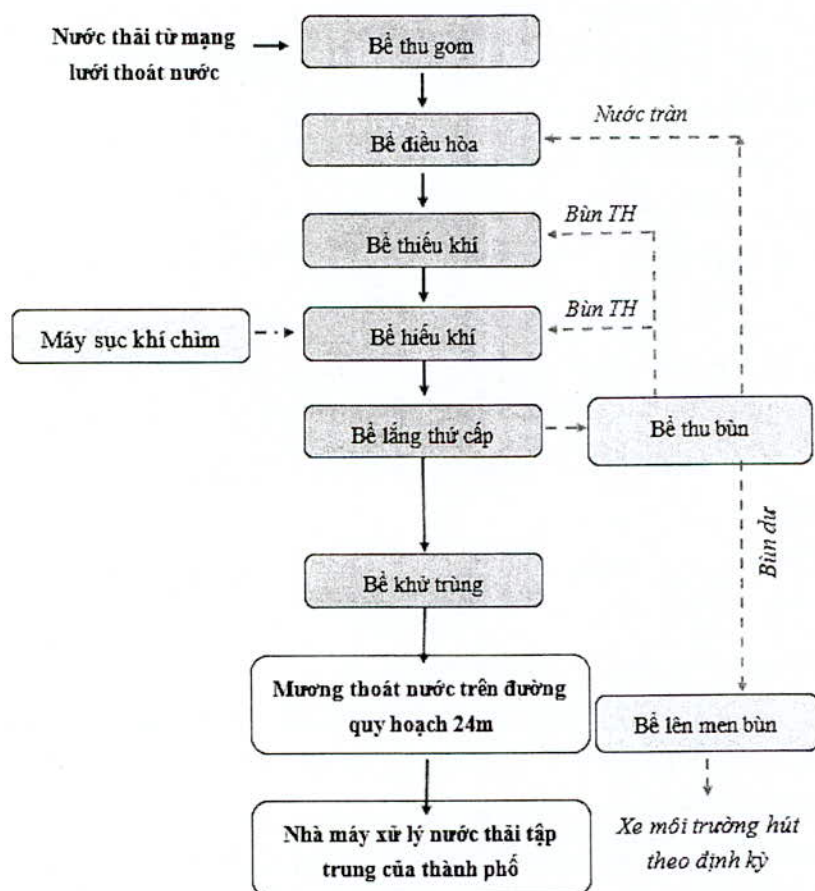 Nước thải từ mạng
lưới thoát nước
Bể thu gom
Nước tràn
Bể điều hòa
Bùn TH
Bể thiếu khí
Bùn TH
Máy sục khí chìm
Bể hiếu khí
Bể lắng thứ cấp
Bể thu bùn
Bùn dư
Bể khử trùng
Mương thoát nước trên đường
quy hoạch 24m
Bể lên men bùn
Nhà máy xử lý nước thải tập
trung của thành phố
Xe môi trường hút
theo định kỳ